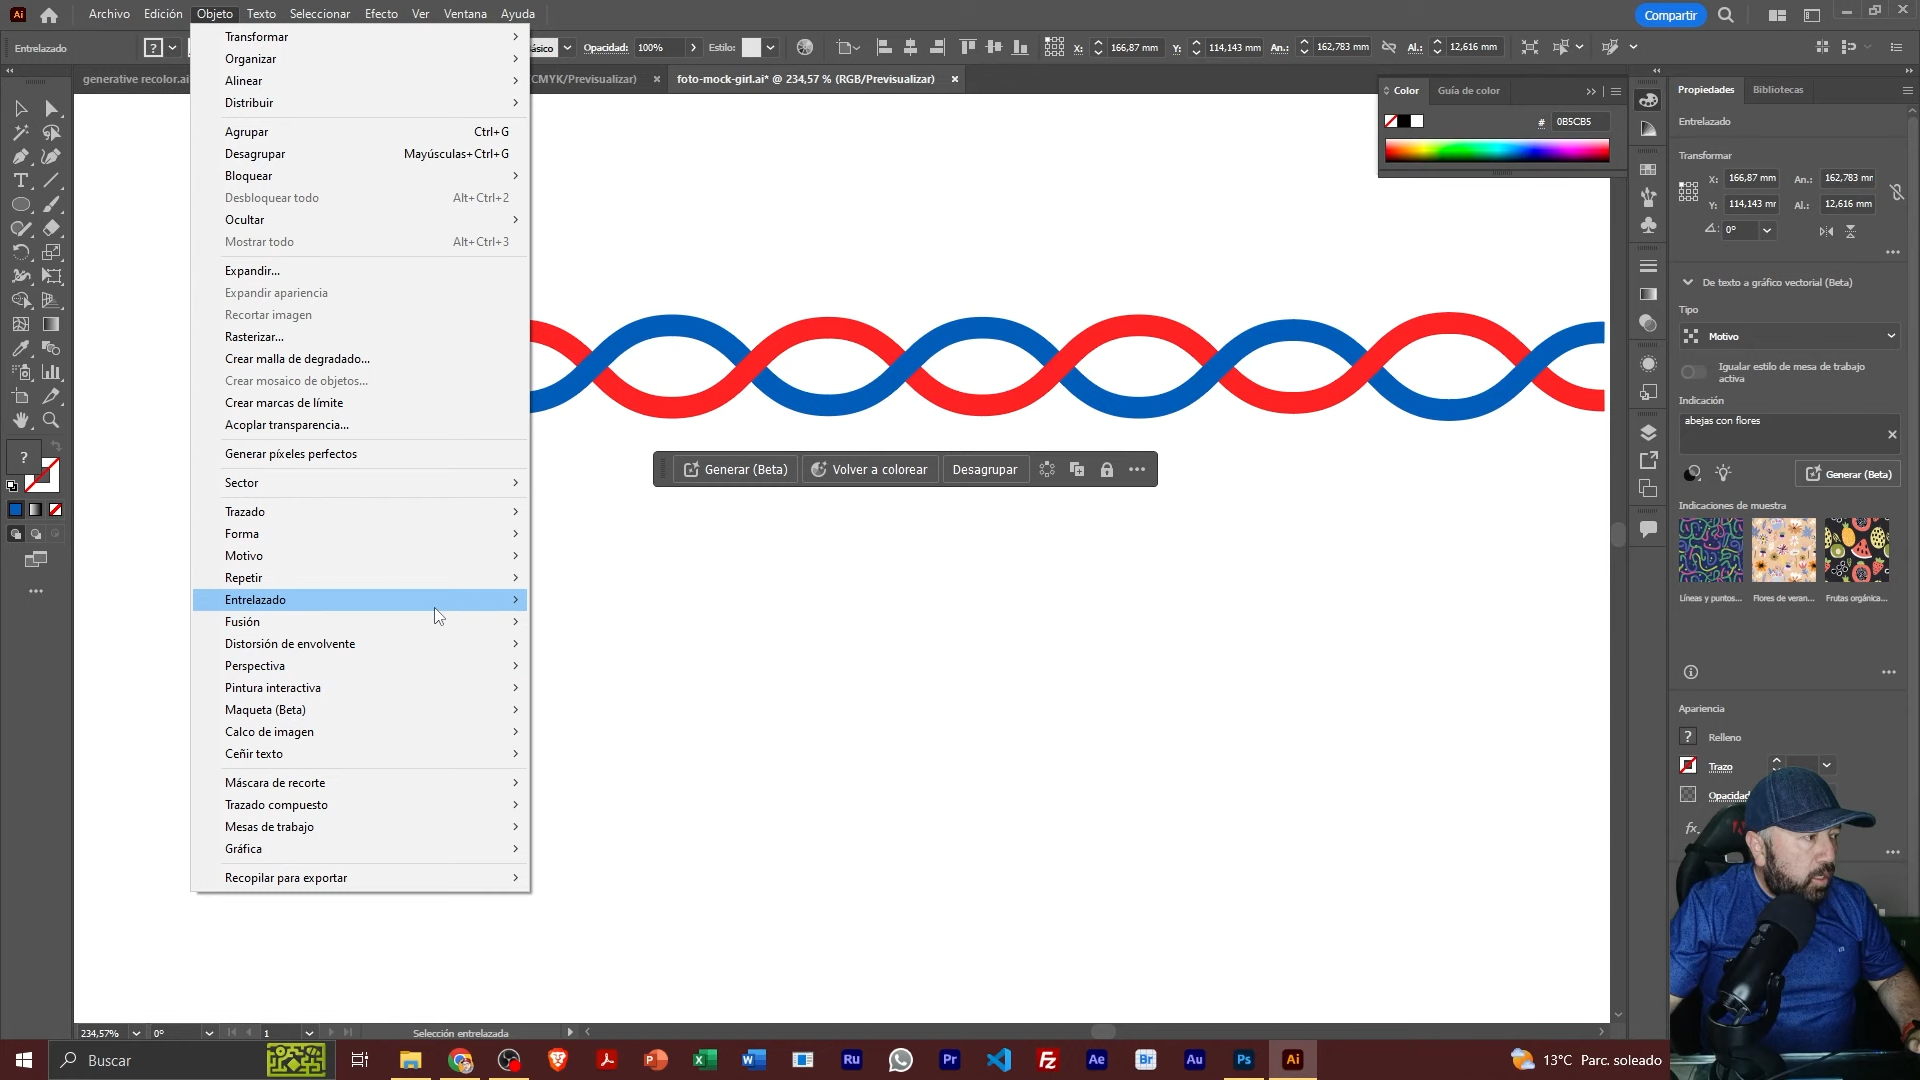 Ai Archivo Edición Objeto Texto Seleccionar Efecto Ver Ventana Ayuda Compartir
Entrelazado ? ásico Opacidad: 100% Estilo: X: 166,87 mm Y: 114,143 mm An.: 162,783 mm Al.: 12,616 mm
generative recolor.ai CMYK/Previsualizar) × foto-mock-girl.ai* @ 234,57 % (RGB/Previsualizar) ×
Transformar
Organizar
Alinear
Distribuir
Agrupar Ctrl+G
Desagrupar Mayúsculas+Ctrl+G
Bloquear
Desbloquear todo Alt+Ctrl+2
Ocultar
Mostrar todo Alt+Ctrl+3
Expandir...
Expandir apariencia
Recortar imagen
Rasterizar...
Crear malla de degradado...
Crear mosaico de objetos...
Crear marcas de límite
Acoplar transparencia...
Generar píxeles perfectos
Sector
Trazado
Forma
Motivo
Repetir
Entrelazado
Fusión
Distorsión de envolvente
Perspectiva
Pintura interactiva
Maqueta (Beta)
Calco de imagen
Ceñir texto
Máscara de recorte
Trazado compuesto
Mesas de trabajo
Gráfica
Recopilar para exportar
?
Generar (Beta) Volver a colorear Desagrupar
Color Guía de color
# 0B5CB5
Propiedades Bibliotecas
Entrelazado
Transformar
X: 166,87 mm An.: 162,783 mr
Y: 114,143 mr Al.: 12,616 mm
0°
De texto a gráfico vectorial (Beta)
Tipo
Motivo
Igualar estilo de mesa de trabajo
activa
Indicación
abejas con flores
Generar (Beta)
Indicaciones de muestra
Líneas y puntos... Flores de veran... Frutas orgánica...
Apariencia
? Relleno
Trazo
Opacidad
fx
234,57% 0° 1 Selección entrelazada
Buscar Ru Pr Ae Br Au Ps Ai 13°C Parc. soleado